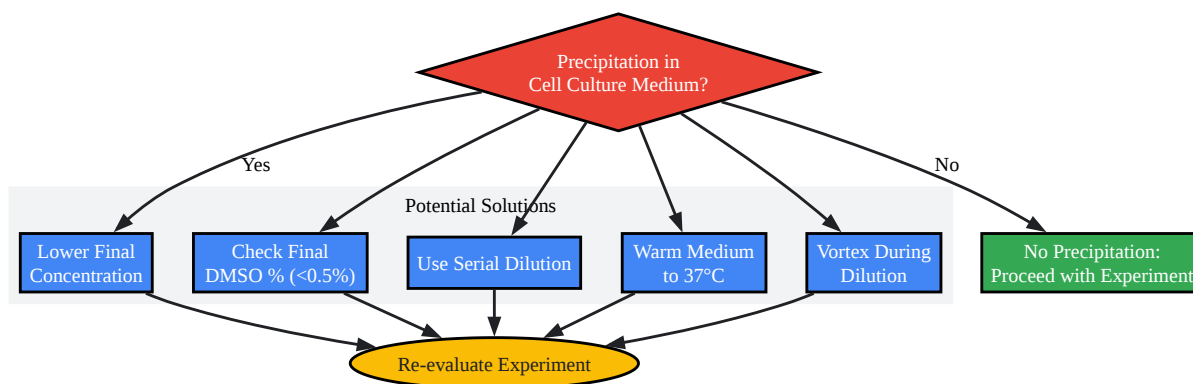 Precipitation in
Cell Culture Medium?
Yes
No
Potential Solutions
Lower Final
Concentration
Check Final
DMSO % (<0.5%)
Use Serial Dilution
Warm Medium
to 37°C
Vortex During
Dilution
No Precipitation:
Proceed with Experiment
Re-evaluate Experiment